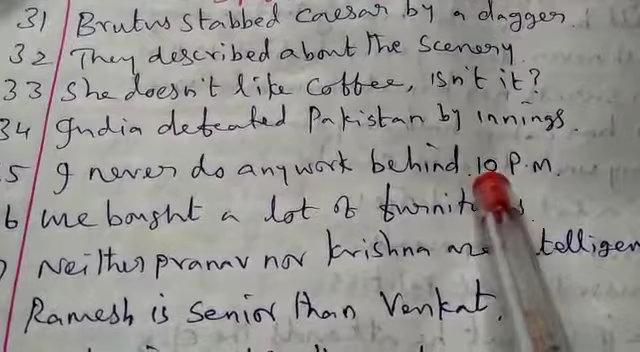 31 Brutus stabbed caesar by a dagger.
32 They described about the scenery.
33 She doesn't like coffee, isn't it?
34 India defeated Pakistan by innings.
5 I never do any work behind 10 P.M.
6 We bought a lot of
Neither pranav nor krishna are
Ramesh is senior than Venkat.